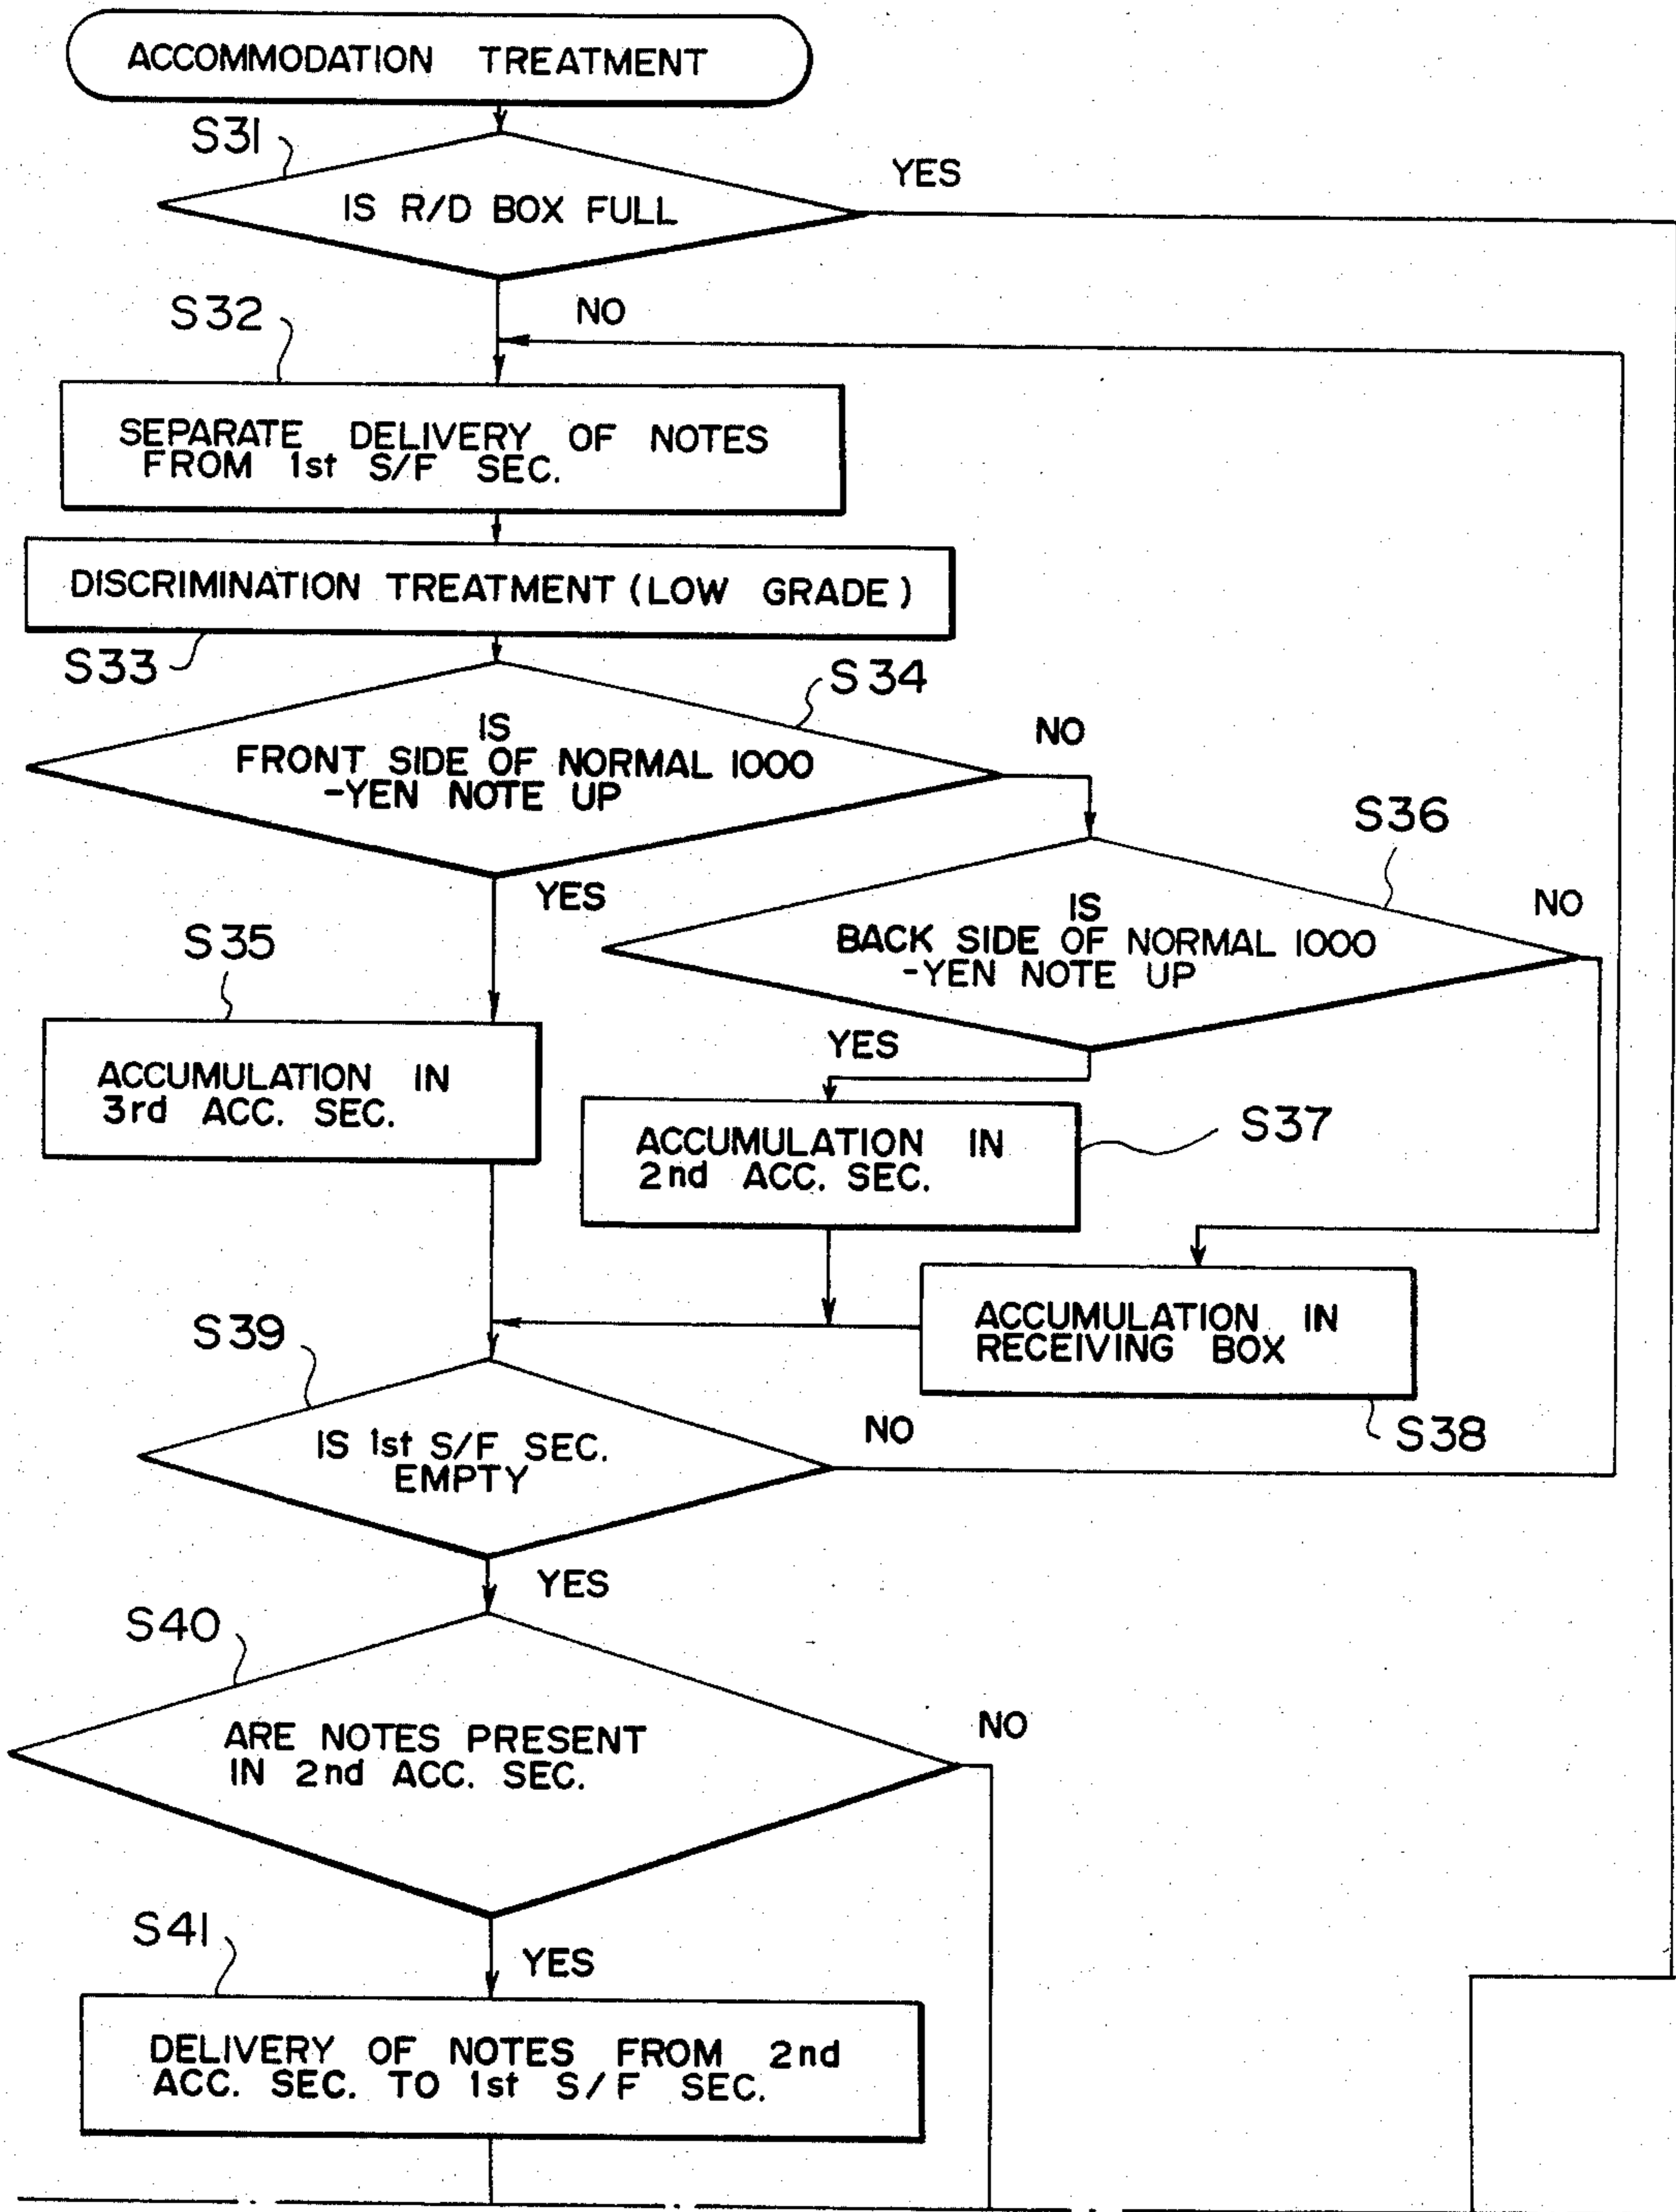 ACCOMMODATION TREATMENT
S31
YES
IS R/D BOX FULL
S32
NO
SEPARATE DELIVERY OF NOTES
FROM 1st S/F SEC.
DISCRIMINATION TREATMENT (LOW GRADE)
S33
S34
IS
FRONT SIDE OF NORMAL 1000
-YEN NOTE UP
NO
YES
S36
IS
BACK SIDE OF NORMAL 1000
-YEN NOTE UP
NO
S35
YES
ACCUMULATION IN
3rd ACC. SEC.
ACCUMULATION IN
2nd ACC. SEC.
S37
ACCUMULATION IN
RECEIVING BOX
S38
S39
IS 1st S/F SEC.
EMPTY
NO
YES
S40
ARE NOTES PRESENT
IN 2nd ACC. SEC.
NO
S41
YES
DELIVERY OF NOTES FROM 2nd
ACC. SEC. TO 1st S/F SEC.